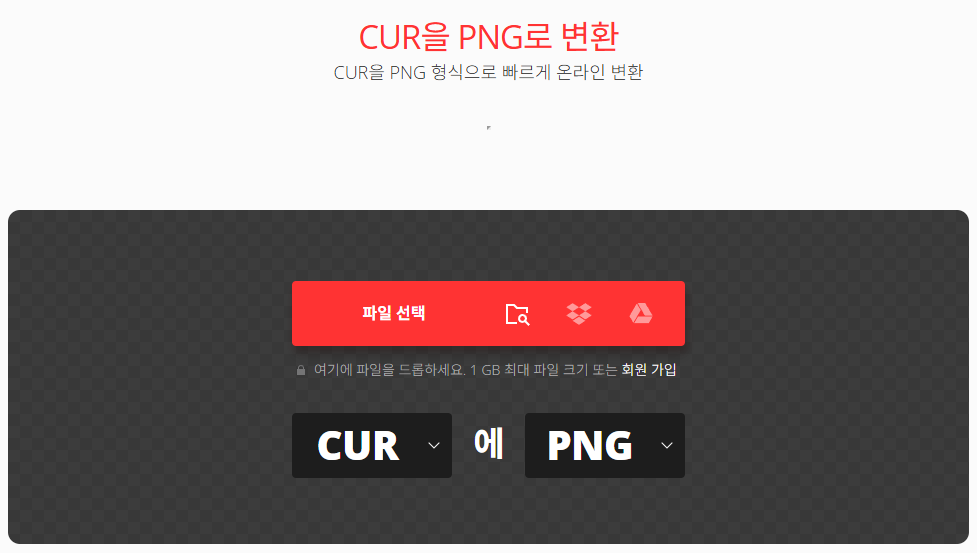 CUR을 PNG로 변환
CUR을 PNG 형식으로 빠르게 온라인 변환
파일 선택
여기에 파일을 드롭하세요. 1 GB 최대 파일 크기 또는 회원 가입
CUR 에 PNG